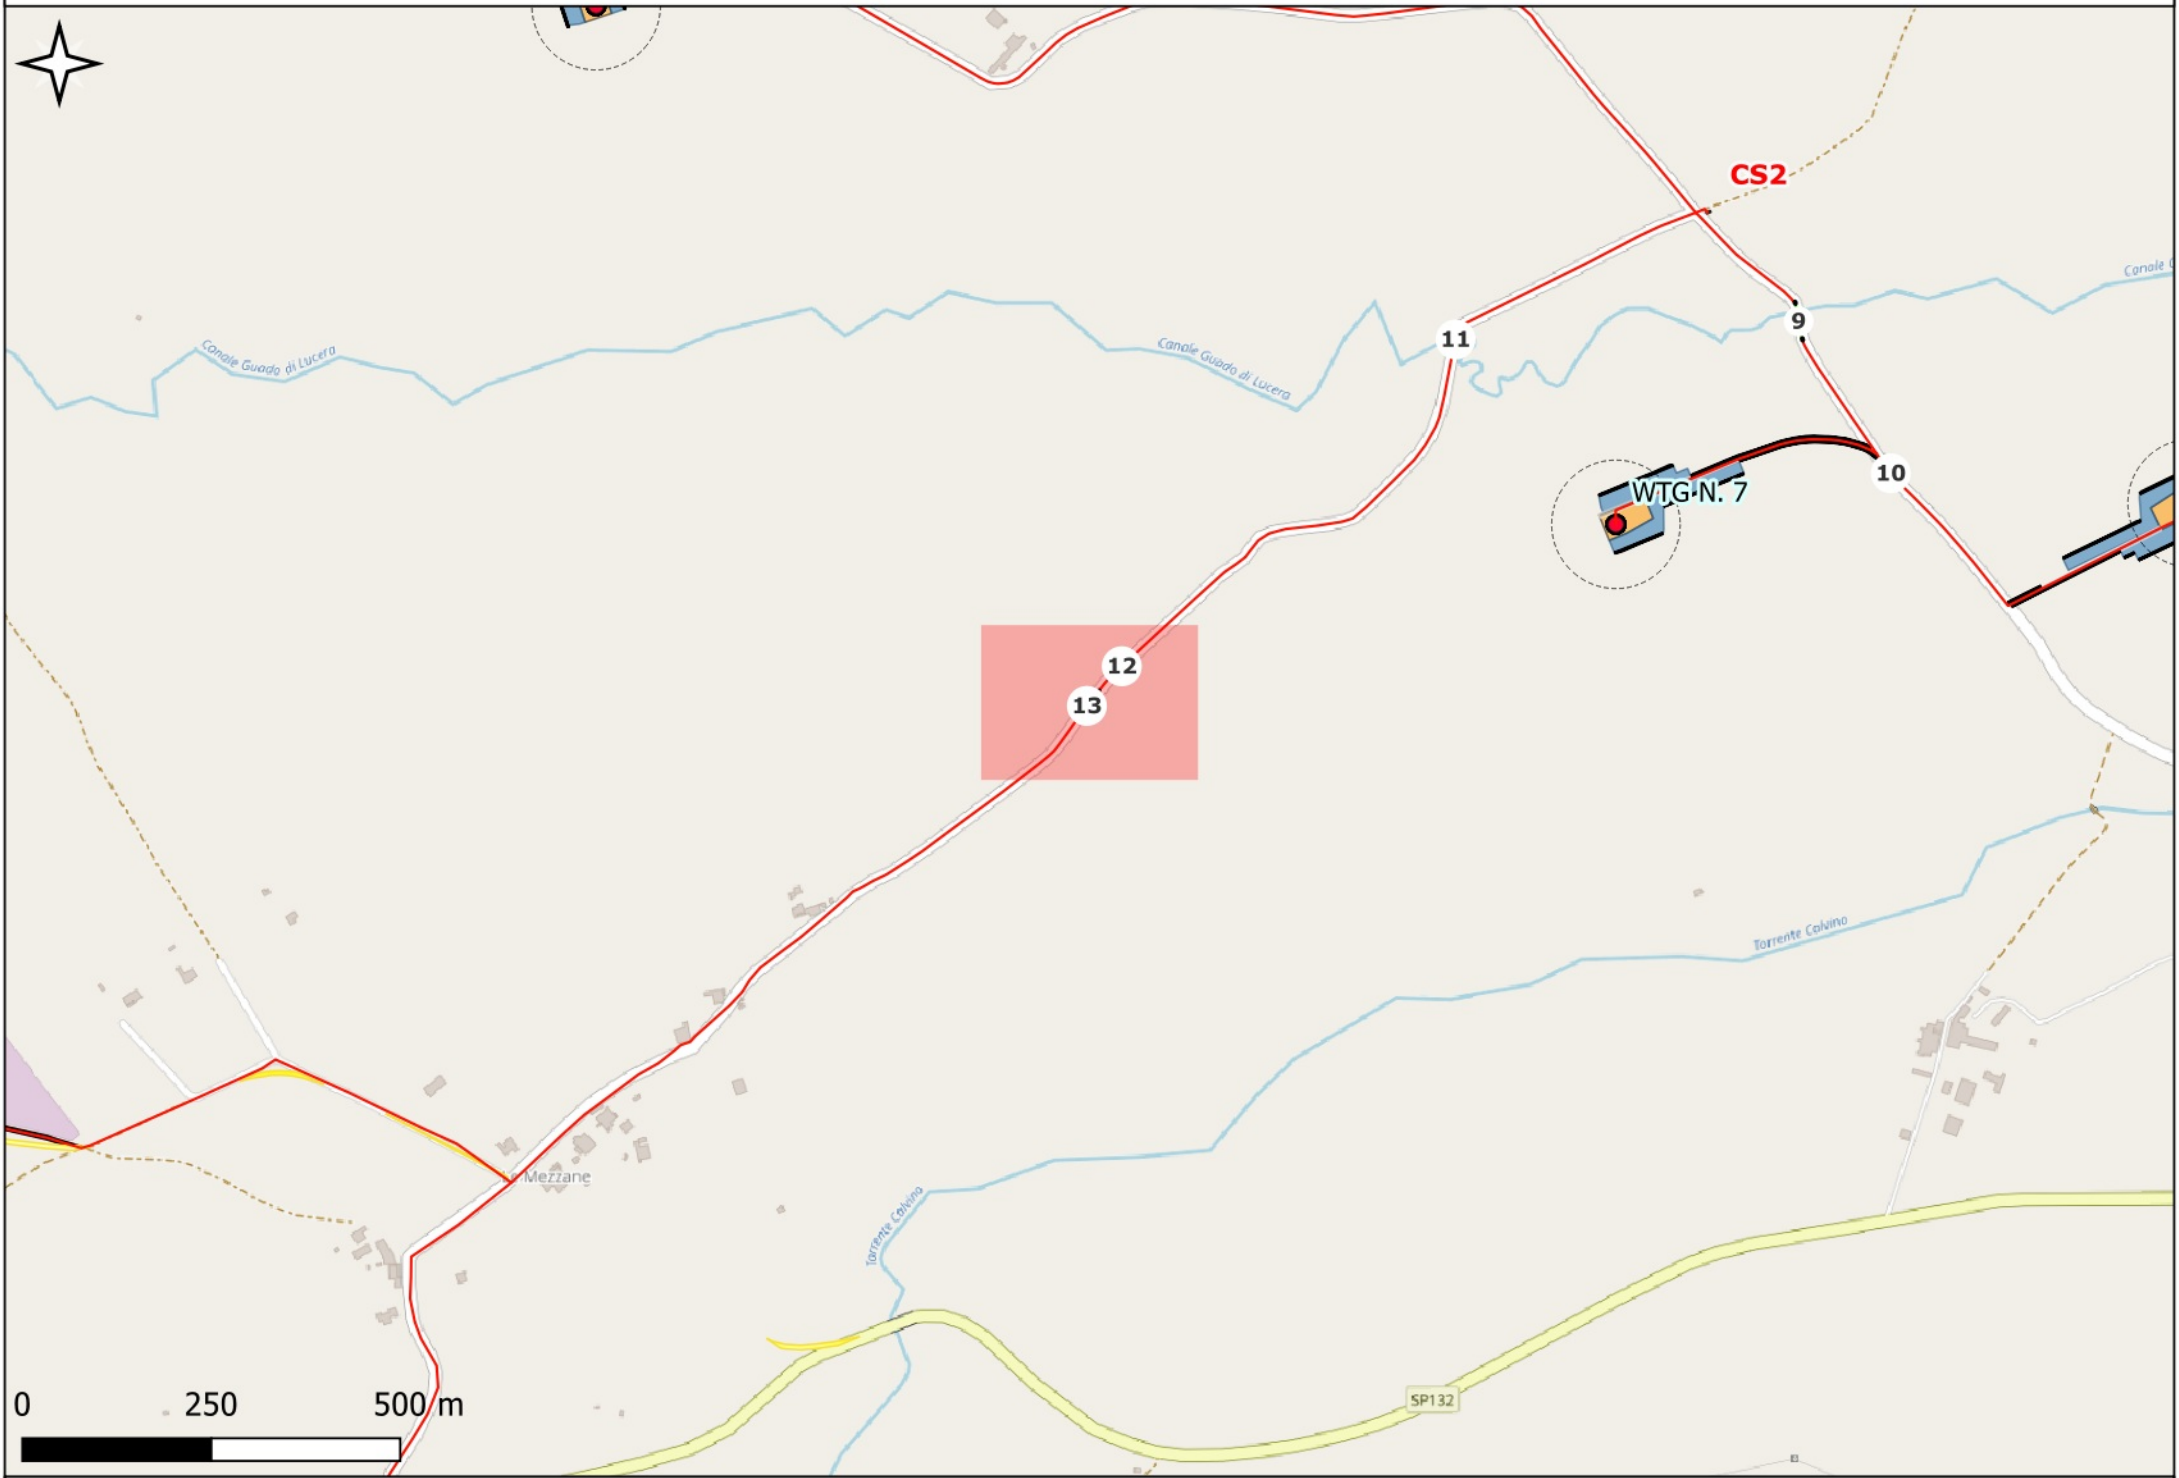 CS2
Canale
9
Canale Guado di Lucera
Canale Guado di Lucera
11
10
WTG N. 7
12
13
Torrente Calvino
Mezzane
Torrente Calvino
0 250 500 m
SP132